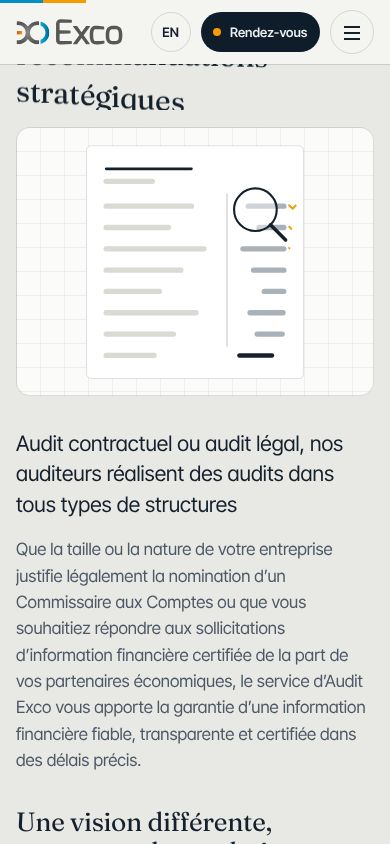 Exco
EN
Rendez-vous
recommandations
stratégiques
Audit contractuel ou audit légal, nos
auditeurs réalisent des audits dans
tous types de structures
Que la taille ou la nature de votre entreprise
justifie légalement la nomination d’un
Commissaire aux Comptes ou que vous
souhaitiez répondre aux sollicitations
d’information financière certifiée de la part de
vos partenaires économiques, le service d’Audit
Exco vous apporte la garantie d’une information
financière fiable, transparente et certifiée dans
des délais précis.
Une vision différente,